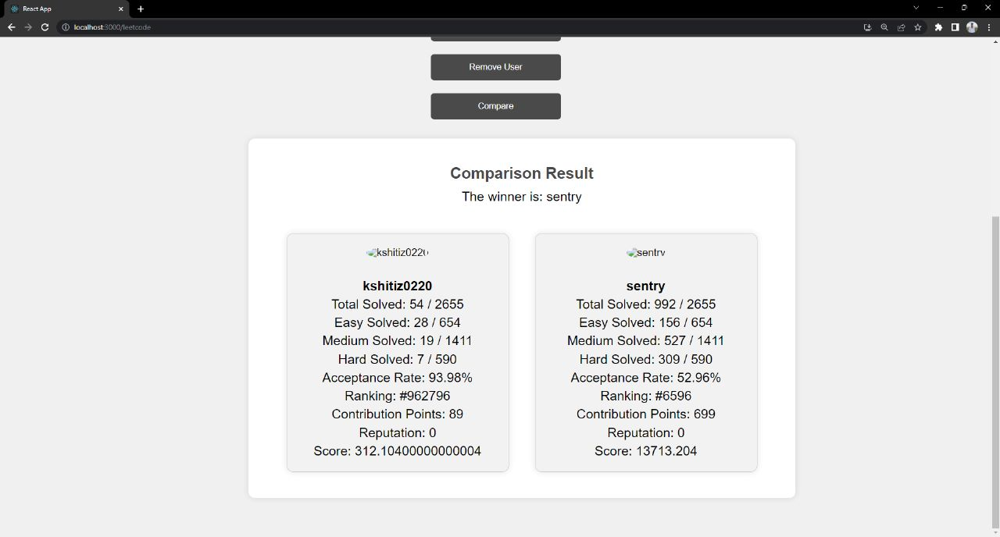 React App
localhost:3000/leetcode
Remove User
Compare
Comparison Result
The winner is: sentry
kshitiz0220
kshitiz0220
Total Solved: 54 / 2655
Easy Solved: 28 / 654
Medium Solved: 19 / 1411
Hard Solved: 7 / 590
Acceptance Rate: 93.98%
Ranking: #962796
Contribution Points: 89
Reputation: 0
Score: 312.10400000000004
sentry
sentry
Total Solved: 992 / 2655
Easy Solved: 156 / 654
Medium Solved: 527 / 1411
Hard Solved: 309 / 590
Acceptance Rate: 52.96%
Ranking: #6596
Contribution Points: 699
Reputation: 0
Score: 13713.204